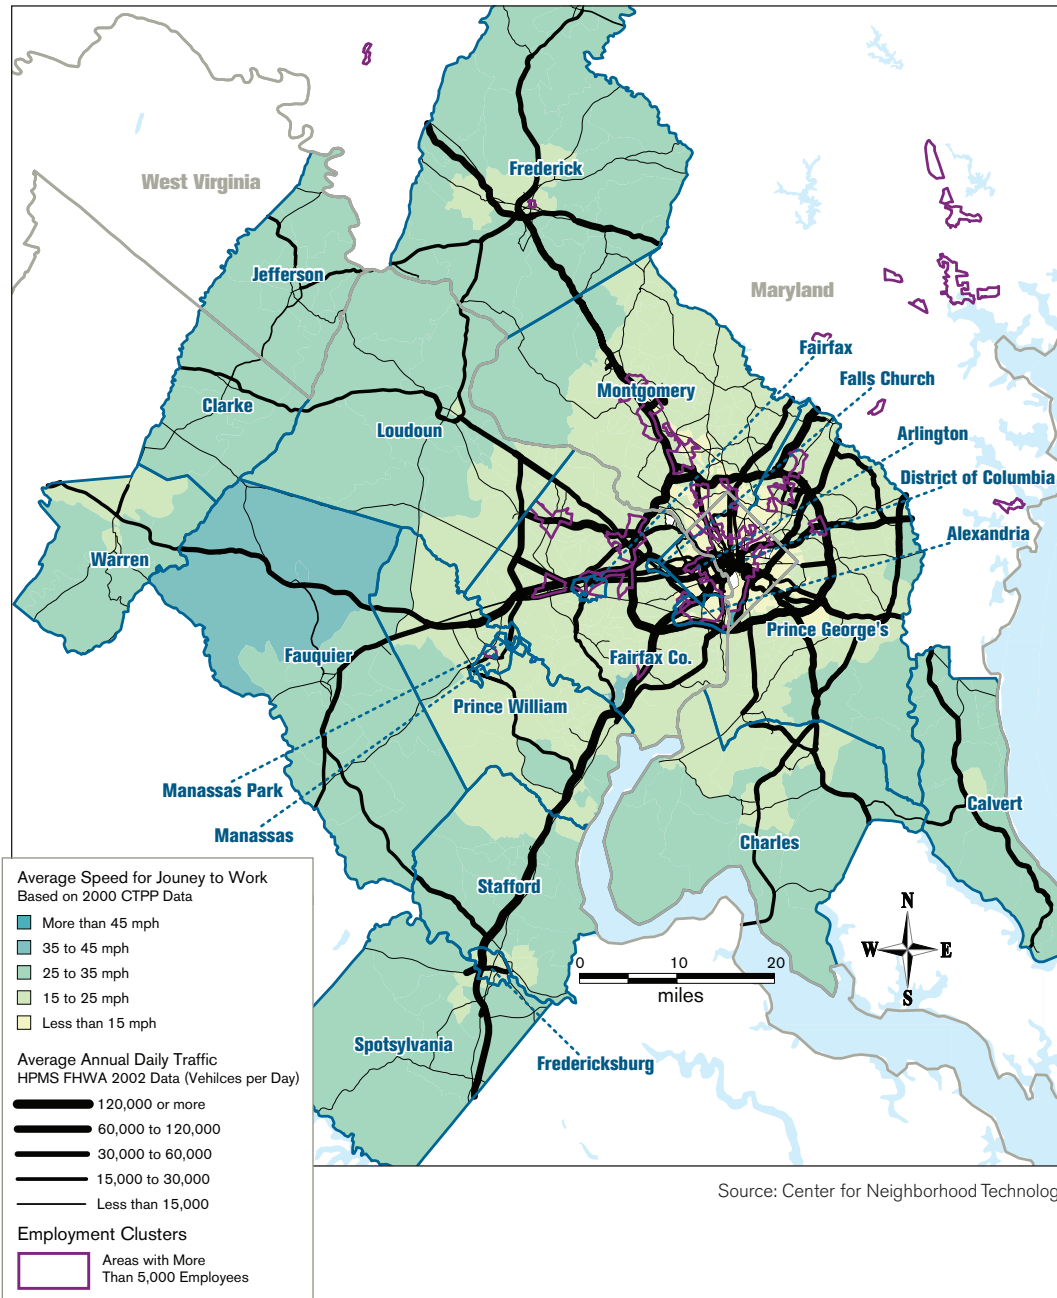 Frederick
West Virginia
Jefferson
Maryland
Fairfax
Montgomery
Falls Church
Clarke
Loudoun
Arlington
District of Columbia
Alexandria
Warren
Prince George's
Fauquier
Fairfax Co.
Prince William
Manassas Park
Manassas
Calvert
Charles
Stafford
Spotsylvania
Fredericksburg
N
W E
S
0 10 20
miles
Average Speed for Jouney to Work
Based on 2000 CTPP Data
More than 45 mph
35 to 45 mph
25 to 35 mph
15 to 25 mph
Less than 15 mph
Average Annual Daily Traffic
HPMS FHWA 2002 Data (Vehilces per Day)
120,000 or more
60,000 to 120,000
30,000 to 60,000
15,000 to 30,000
Less than 15,000
Employment Clusters
Areas with More
Than 5,000 Employees
Source: Center for Neighborhood Technolog